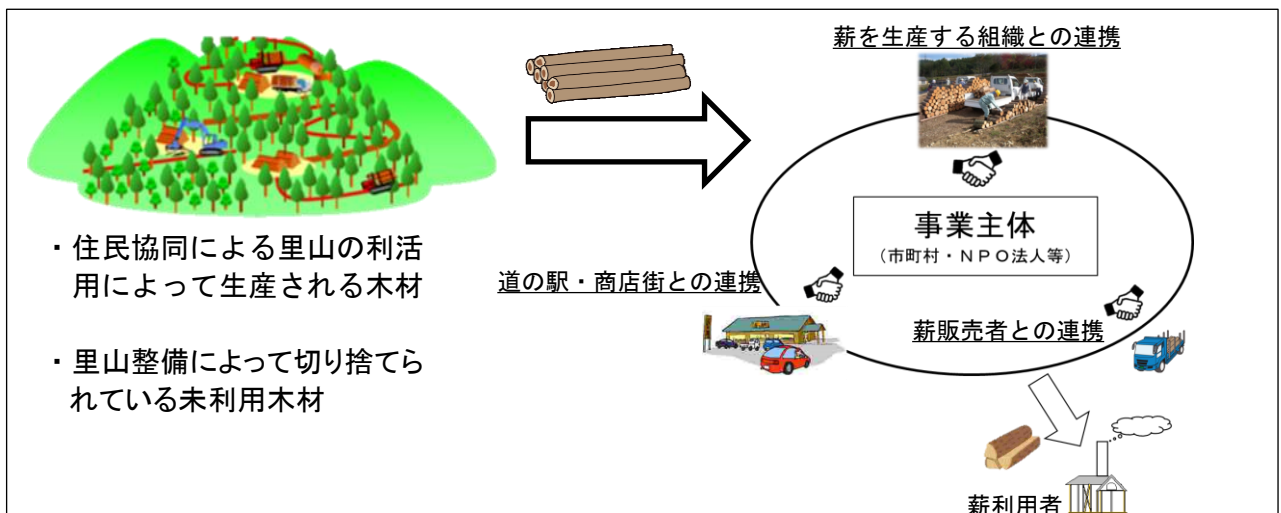 薪を生産する組織との連携
事業主体
(市町村・NPO法人等)
・住民協同による里山の利活
用によって生産される木材
道の駅・商店街との連携
薪販売者との連携
・里山整備によって切り捨てら
れている未利用木材
薪利用者